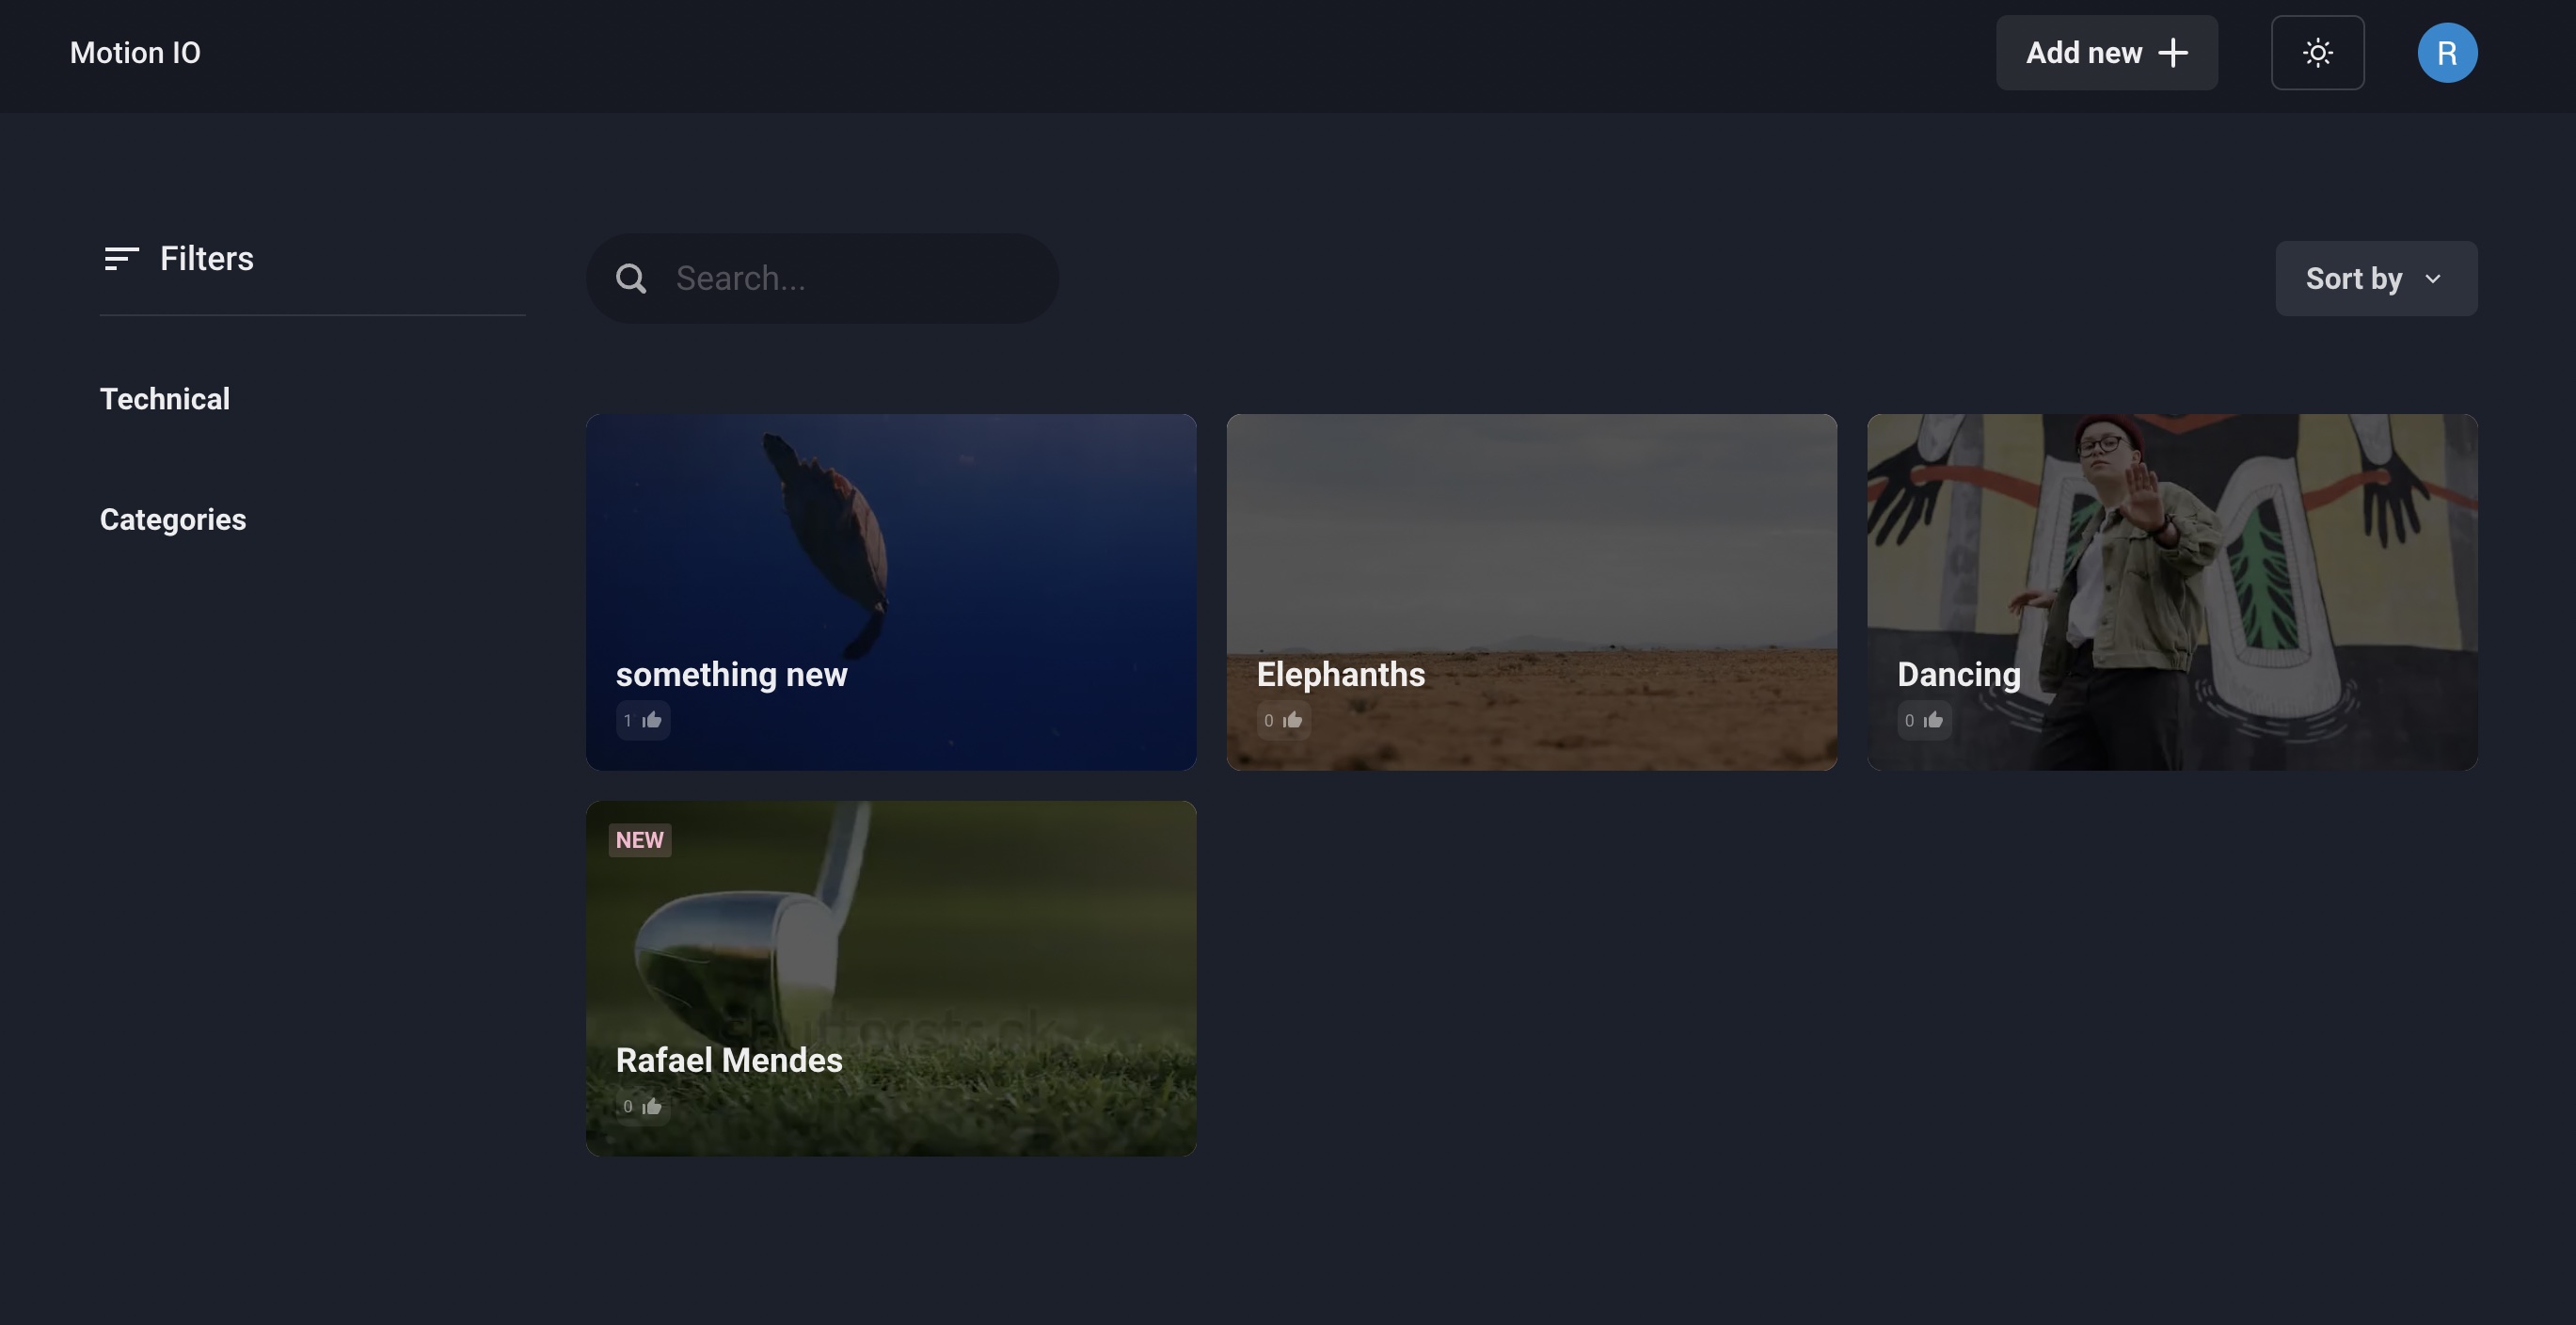 Motion IO
Add new
R
Filters
Search...
Sort by
Technical
Categories
something new
1
Elephanths
0
Dancing
0
NEW
shutterstock
Rafael Mendes
0